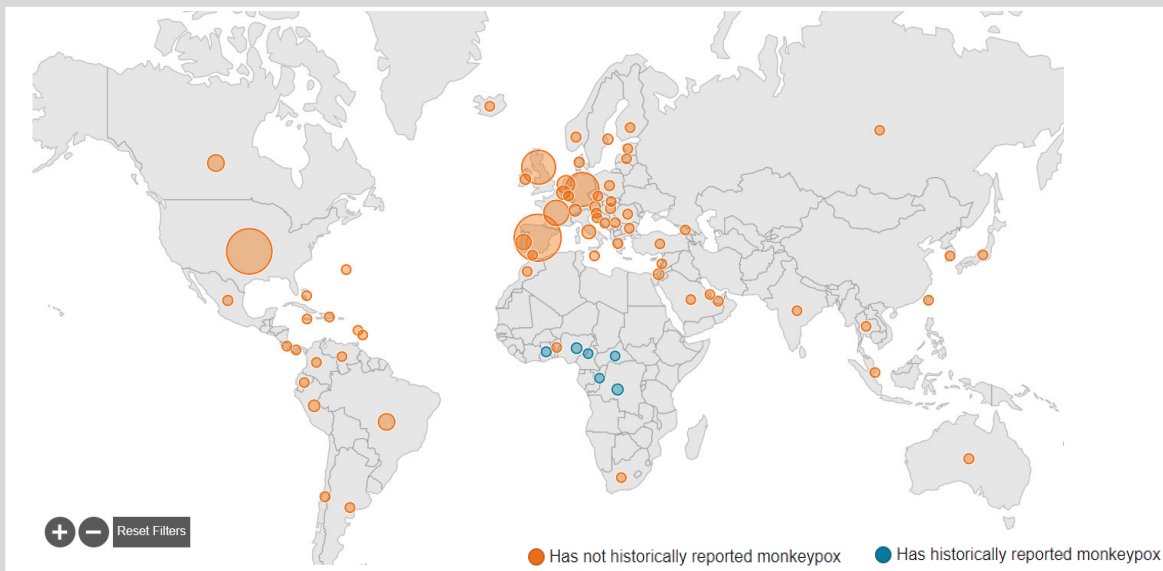 Reset Filters
Has not historically reported monkeypox
Has historically reported monkeypox